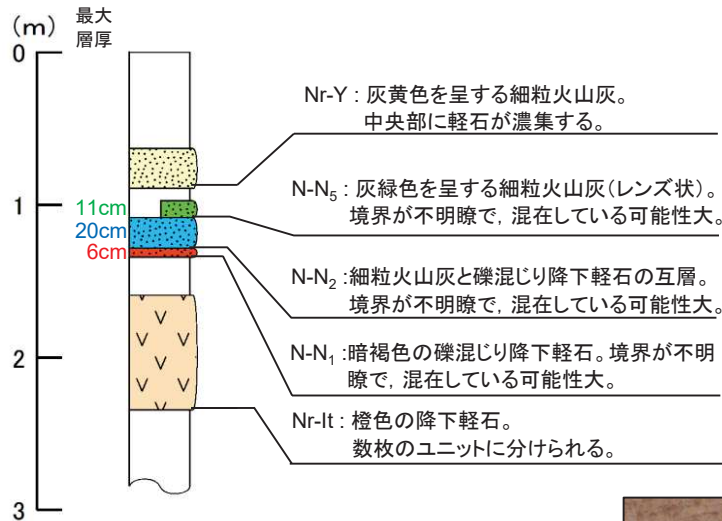 (m)
最大
層厚
0
Nr-Y : 灰黄色を呈する細粒火山灰。
中央部に軽石が濃集する。
N-N5 : 灰緑色を呈する細粒火山灰(レンズ状)。
境界が不明瞭で, 混在している可能性大。
1
11cm
20cm
6cm
N-N2 :細粒火山灰と礫混じり降下軽石の互層。
境界が不明瞭で, 混在している可能性大。
N-N1 :暗褐色の礫混じり降下軽石。境界が不明
瞭で, 混在している可能性大。
2
Nr-It : 橙色の降下軽石。
数枚のユニットに分けられる。
3